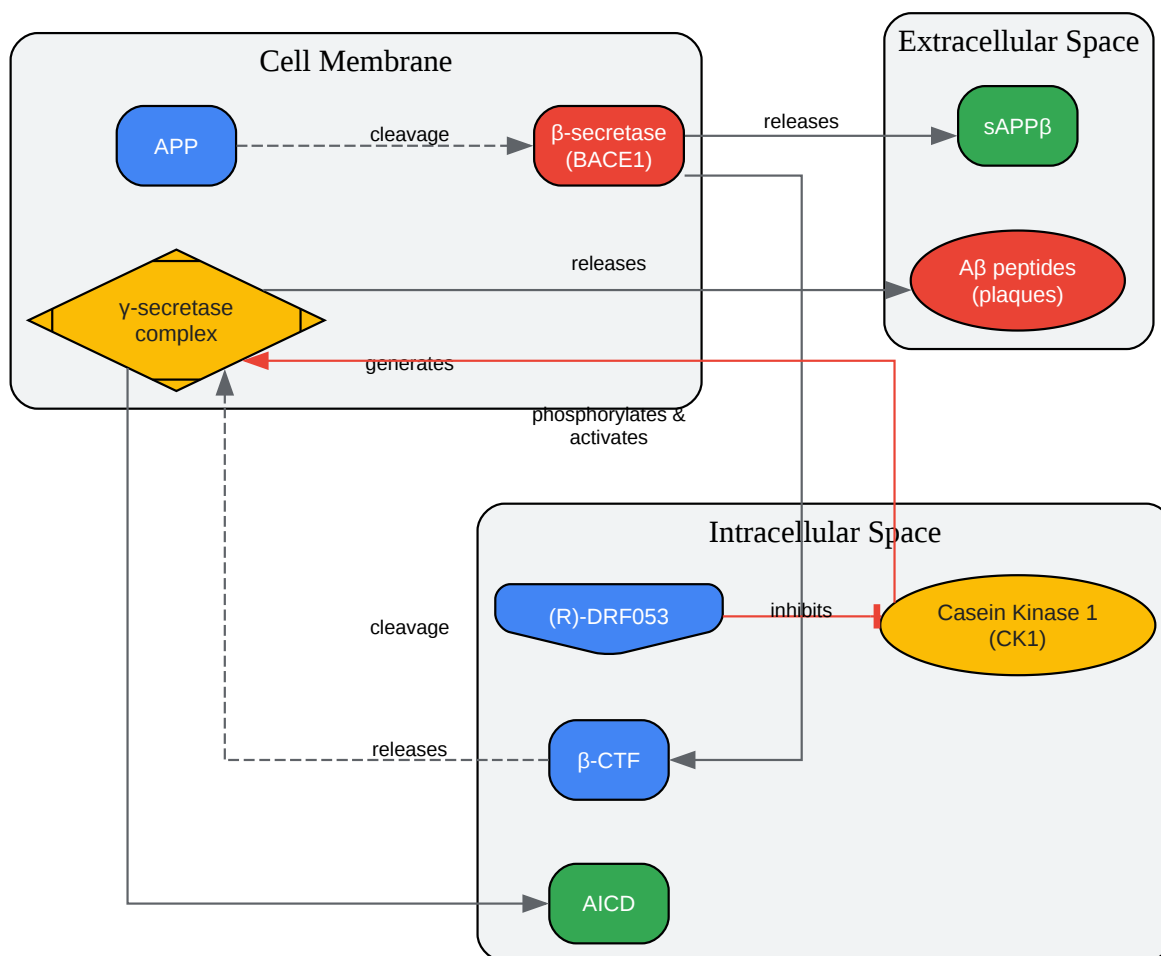 Cell Membrane
Extracellular Space
APP
cleavage
β-secretase
(BACE1)
releases
sAPPβ
γ-secretase
complex
releases
Aβ peptides
(plaques)
generates
phosphorylates &
activates
Intracellular Space
(R)-DRF053
inhibits
Casein Kinase 1
(CK1)
cleavage
releases
β-CTF
AICD